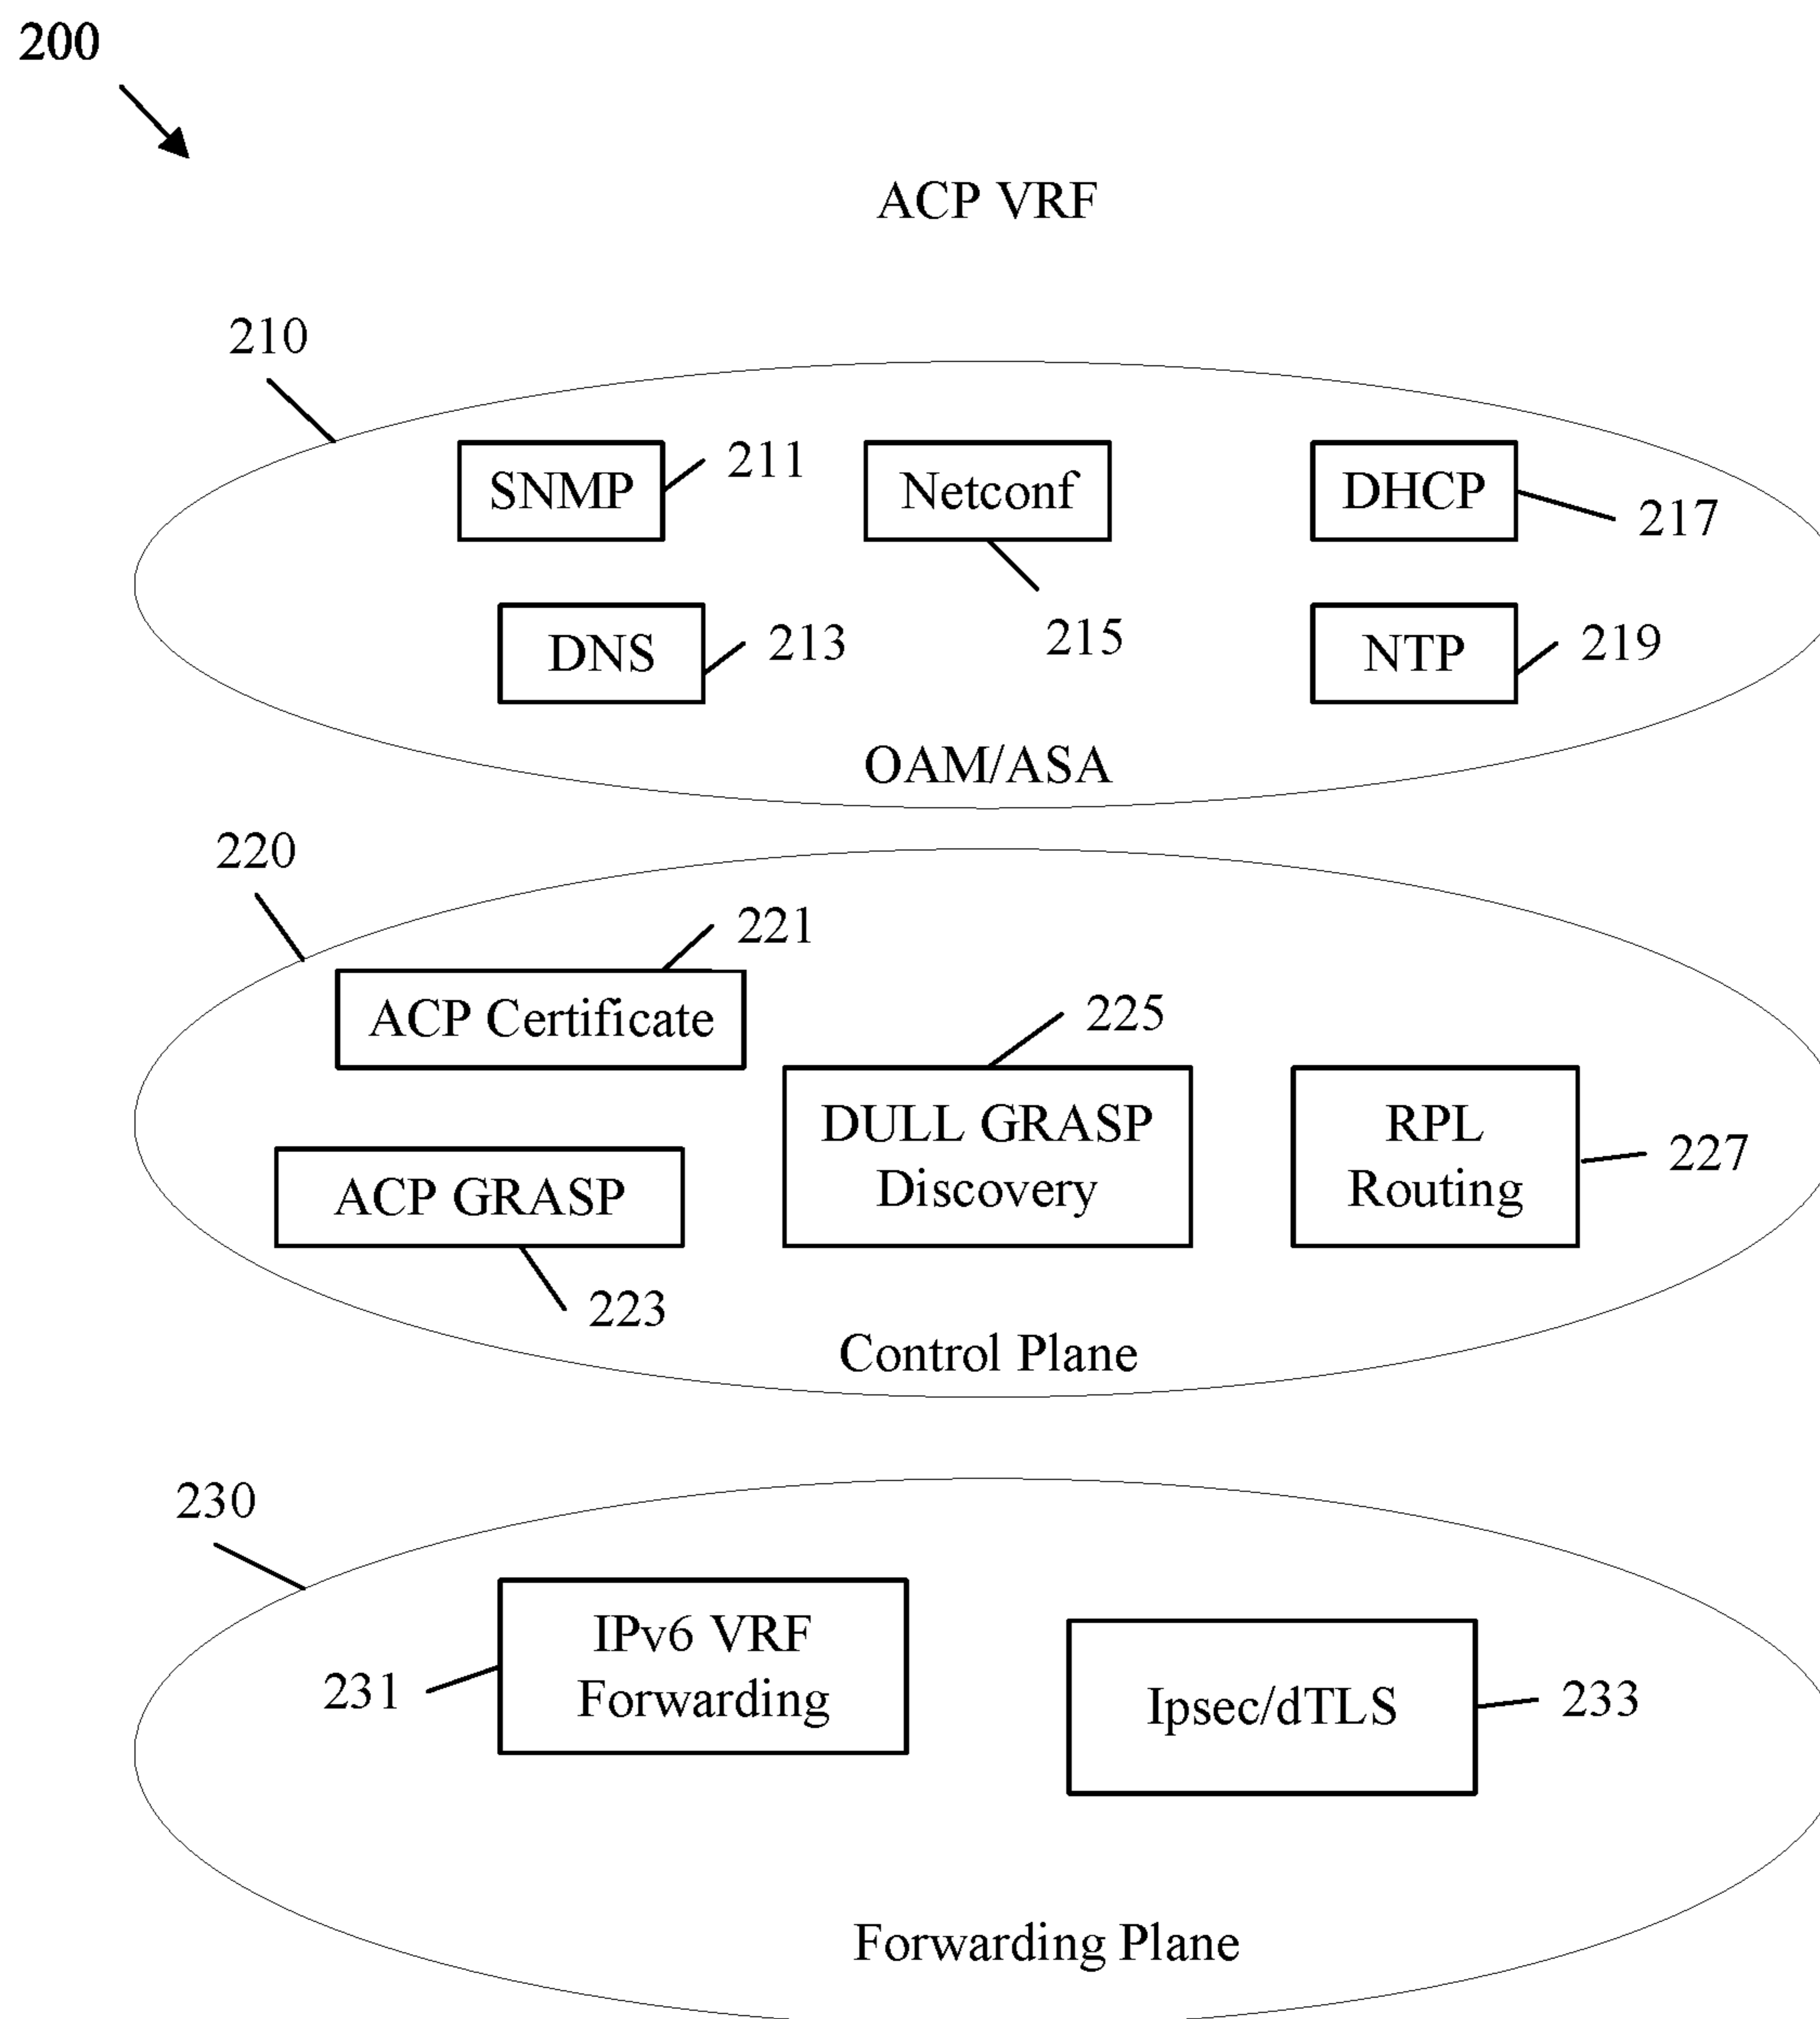 200
ACP VRF
210
SNMP
211
Netconf
DHCP
217
DNS
213
215
NTP
219
OAM/ASA
220
221
ACP Certificate
225
DULL GRASP
Discovery
RPL
Routing
227
ACP GRASP
223
Control Plane
230
IPv6 VRF
Forwarding
231
Ipsec/dTLS
233
Forwarding Plane